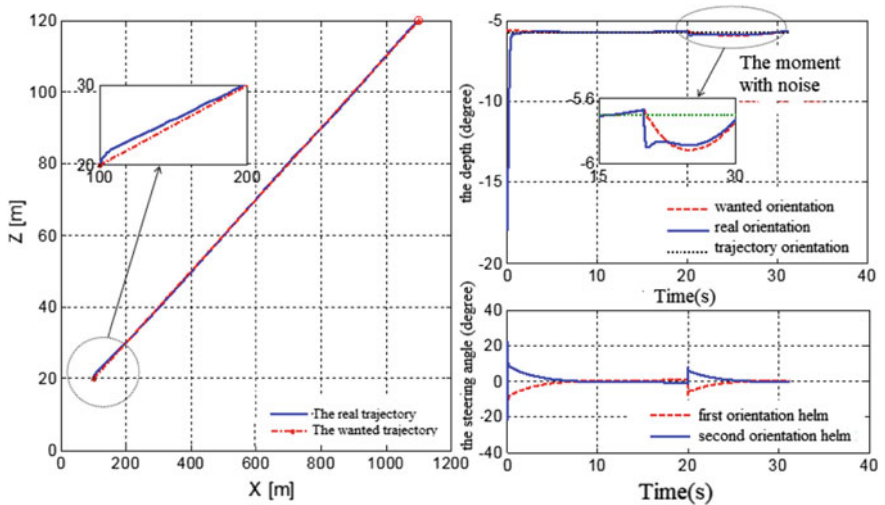 120
100
80
60
40
20
0
0 200 400 600 800 1000 1200
Z [m]
X [m]
30
20
100 200
The real trajectory
The wanted trajectory
-5
-10
-15
-20
0 10 20 30 40
the depth (degree)
Time(s)
The moment
with noise
-5.6
-6
15 30
wanted orientation
real orientation
trajectory orientation
40
20
0
-20
-40
0 10 20 30 40
the steering angle (degree)
Time(s)
first orientation helm
second orientation helm